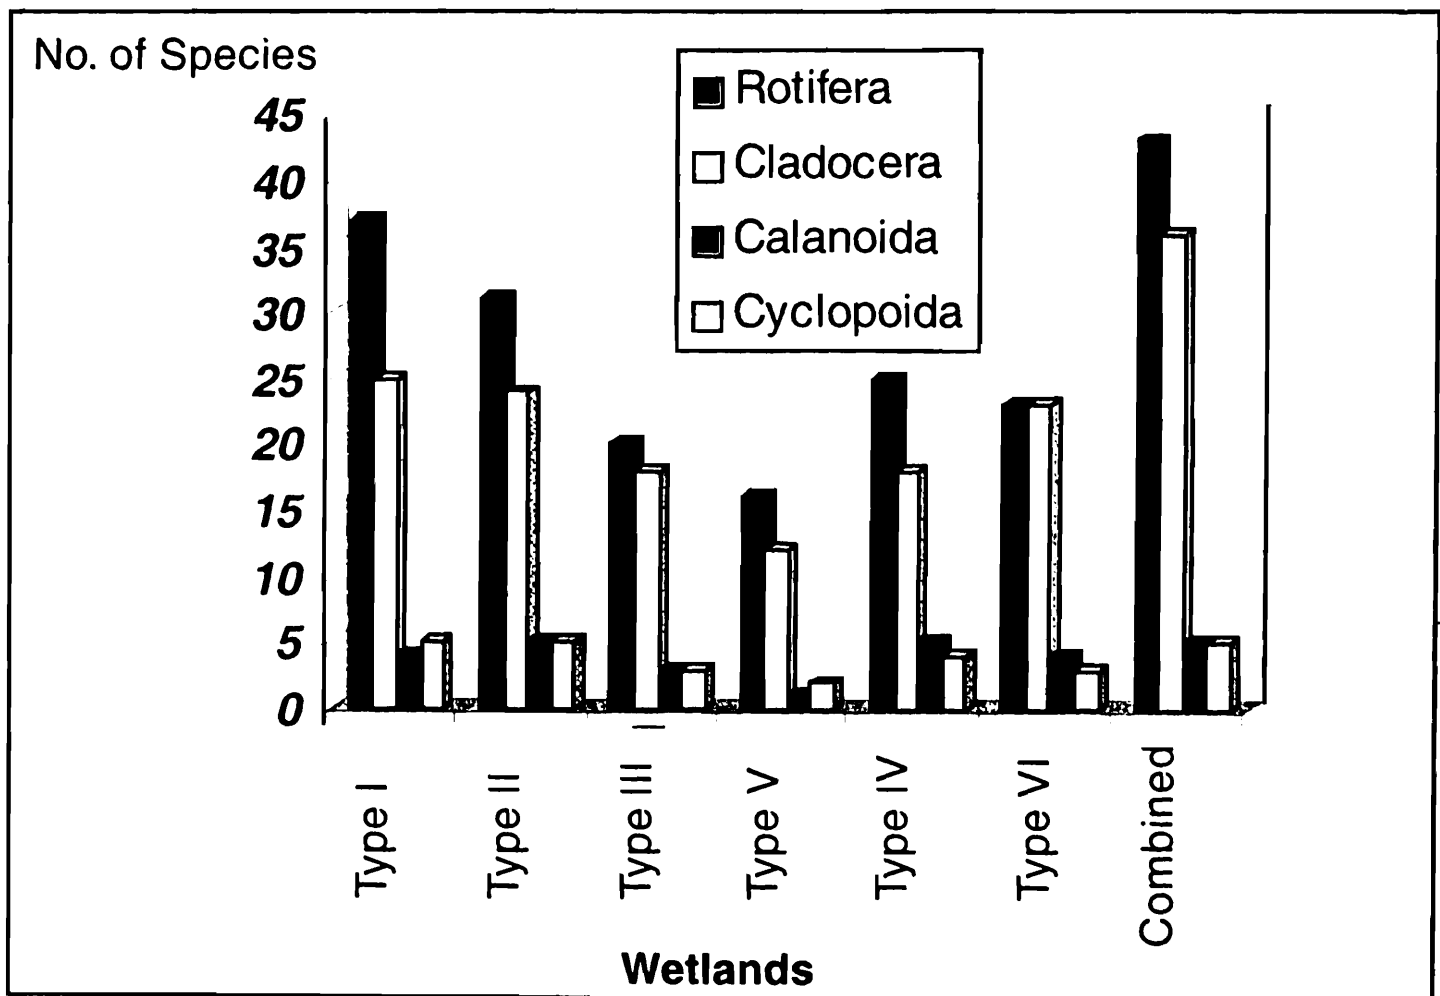 No. of Species
Rotifera
Cladocera
Calanoida
Cyclopoida
45
40
35
30
25
20
15
10
5
0
Type I
Type II
Type III
Type V
Type IV
Type VI
Combined
Wetlands